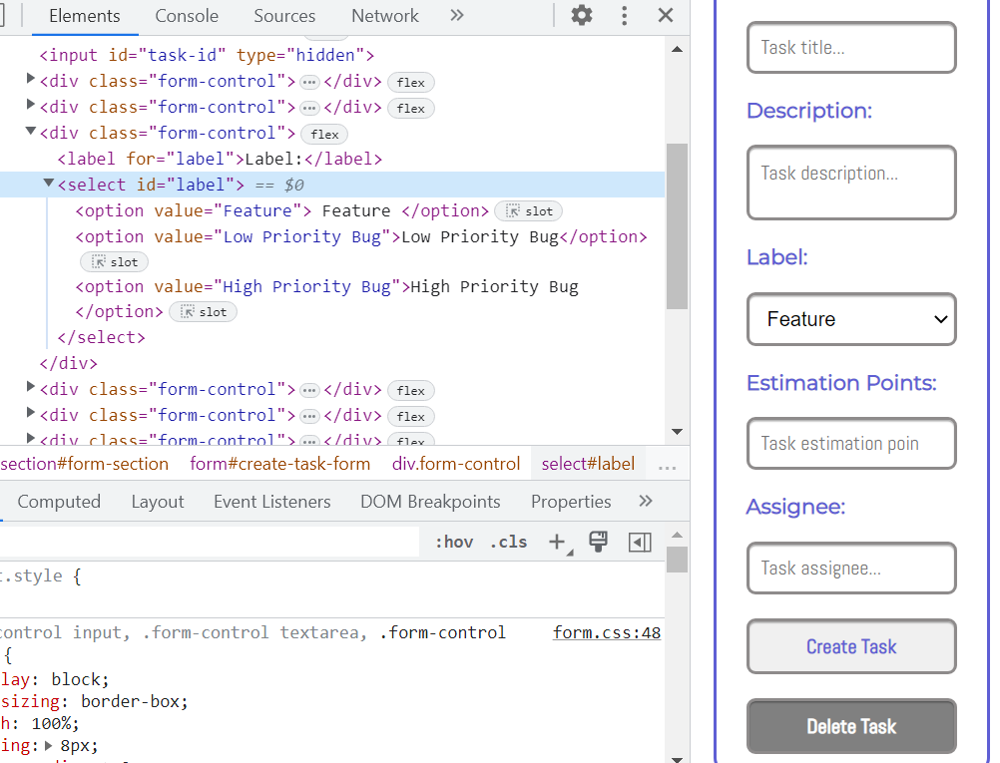 Elements Console Sources Network »
<input id="task-id" type="hidden">
<div class="form-control"> … </div> flex
<div class="form-control"> … </div> flex
<div class="form-control"> flex
<label for="label">Label:</label>
<select id="label"> == $0
<option value="Feature"> Feature </option> slot
<option value="Low Priority Bug">Low Priority Bug</option>
slot
<option value="High Priority Bug">High Priority Bug
</option> slot
</select>
</div>
<div class="form-control"> … </div> flex
<div class="form-control"> … </div> flex
<div class="form-control"> … </div> flex
section#form-section form#create-task-form div.form-control select#label ...
Computed Layout Event Listeners DOM Breakpoints Properties »
:hov .cls +
t.style {
control input, .form-control textarea, .form-control form.css:48
{
lay: block;
sizing: border-box;
h: 100%;
ing: 8px;
Task title...
Description:
Task description...
Label:
Feature
Estimation Points:
Task estimation poin
Assignee:
Task assignee...
Create Task
Delete Task